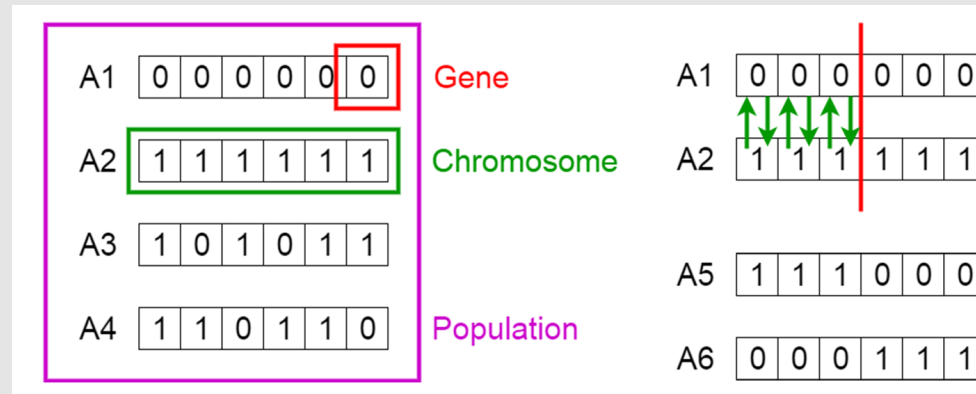 A1 0 0 0 0 0 0 Gene
A2 1 1 1 1 1 1 Chromosome
A3 1 0 1 0 1 1
A4 1 1 0 1 1 0 Population
A1 0 0 0 0 0 0
A2 1 1 1 1 1 1
A5 1 1 1 0 0 0
A6 0 0 0 1 1 1